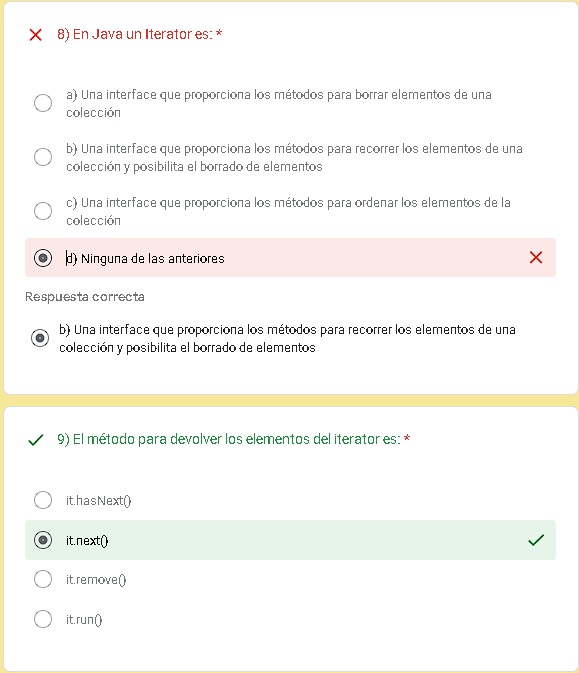 8) En Java un Iterator es: *
a) Una interface que proporciona los métodos para borrar elementos de una
colección
b) Una interface que proporciona los métodos para recorrer los elementos de una
colección y posibilita el borrado de elementos
c) Una interface que proporciona los métodos para ordenar los elementos de la
colección
d) Ninguna de las anteriores
Respuesta correcta
b) Una interface que proporciona los métodos para recorrer los elementos de una
colección y posibilita el borrado de elementos
9) El método para devolver los elementos del iterator es: *
it.hasNext()
it.next()
it.remove()
it.run()